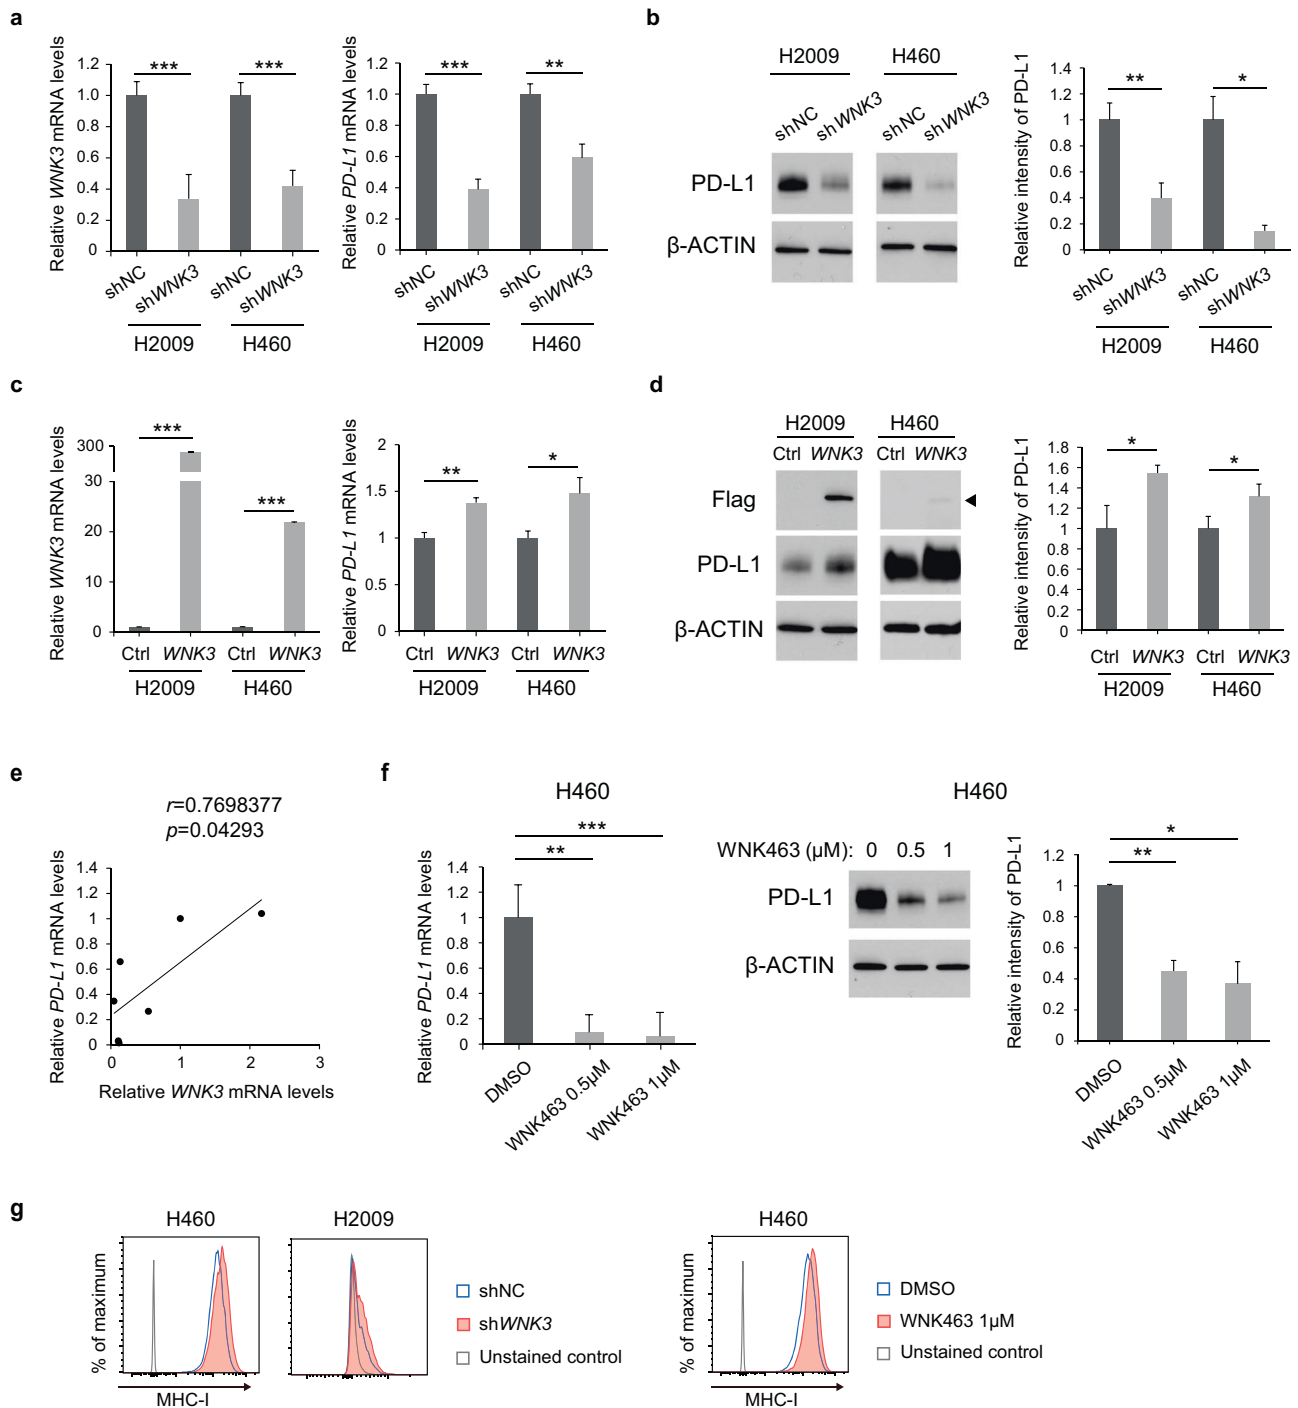 a
Relative WNK3 mRNA levels
1.2
1.0
0.8
0.6
0.4
0.2
0
*** ***
shNC shWNK3 shNC shWNK3
H2009 H460
Relative PD-L1 mRNA levels
1.2
1.0
0.8
0.6
0.4
0.2
0
*** **
shNC shWNK3 shNC shWNK3
H2009 H460
b
H2009 H460
shNC shWNK3 shNC shWNK3
PD-L1
β-ACTIN
Relative intensity of PD-L1
1.4
1.2
1
0.8
0.6
0.4
0.2
0
** *
shNC shWNK3 shNC shWNK3
H2009 H460
c
Relative WNK3 mRNA levels
300
30
20
10
0
*** ***
Ctrl WNK3 Ctrl WNK3
H2009 H460
Relative PD-L1 mRNA levels
2
1.5
1
0.5
0
** *
Ctrl WNK3 Ctrl WNK3
H2009 H460
d
H2009 H460
Ctrl WNK3 Ctrl WNK3
Flag
PD-L1
β-ACTIN
Relative intensity of PD-L1
1.8
1.6
1.4
1.2
1
0.8
0.6
0.4
0.2
0
* *
Ctrl WNK3 Ctrl WNK3
H2009 H460
e
r=0.7698377
p=0.04293
Relative PD-L1 mRNA levels
1.4
1.2
1
0.8
0.6
0.4
0.2
0
0 1 2 3
Relative WNK3 mRNA levels
f
H460
Relative PD-L1 mRNA levels
1.4
1.2
1
0.8
0.6
0.4
0.2
0
***
**
DMSO WNK463 0.5μM WNK463 1μM
H460
WNK463 (μM): 0 0.5 1
PD-L1
β-ACTIN
Relative intensity of PD-L1
1.2
1
0.8
0.6
0.4
0.2
0
*
**
DMSO WNK463 0.5μM WNK463 1μM
g
H460 H2009
% of maximum
MHC-I
shNC
shWNK3
Unstained control
H460
% of maximum
MHC-I
DMSO
WNK463 1μM
Unstained control